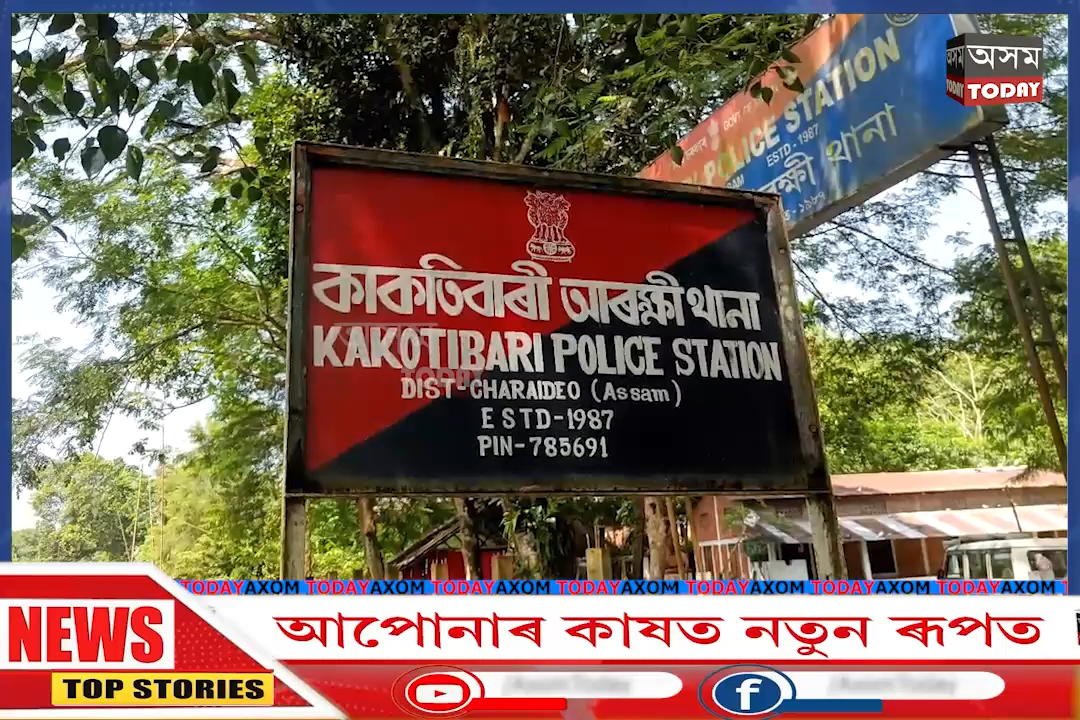 অসম
TODAY
POLICE STATION
ESTD-1987
থানা
কাকতিবাৰী আৰক্ষী থানা
KAKOTIBARI POLICE STATION
DIST-CHARAIDEO (Assam)
ESTD-1987
PIN-785691
TODAYAXOM TODAYAXOM TODAYAXOM TODAYAXOM TODAYAXOM TODAYAXOM TODAYAXOM
NEWS
TOP STORIES
আপোনাৰ কাষত নতুন ৰূপত